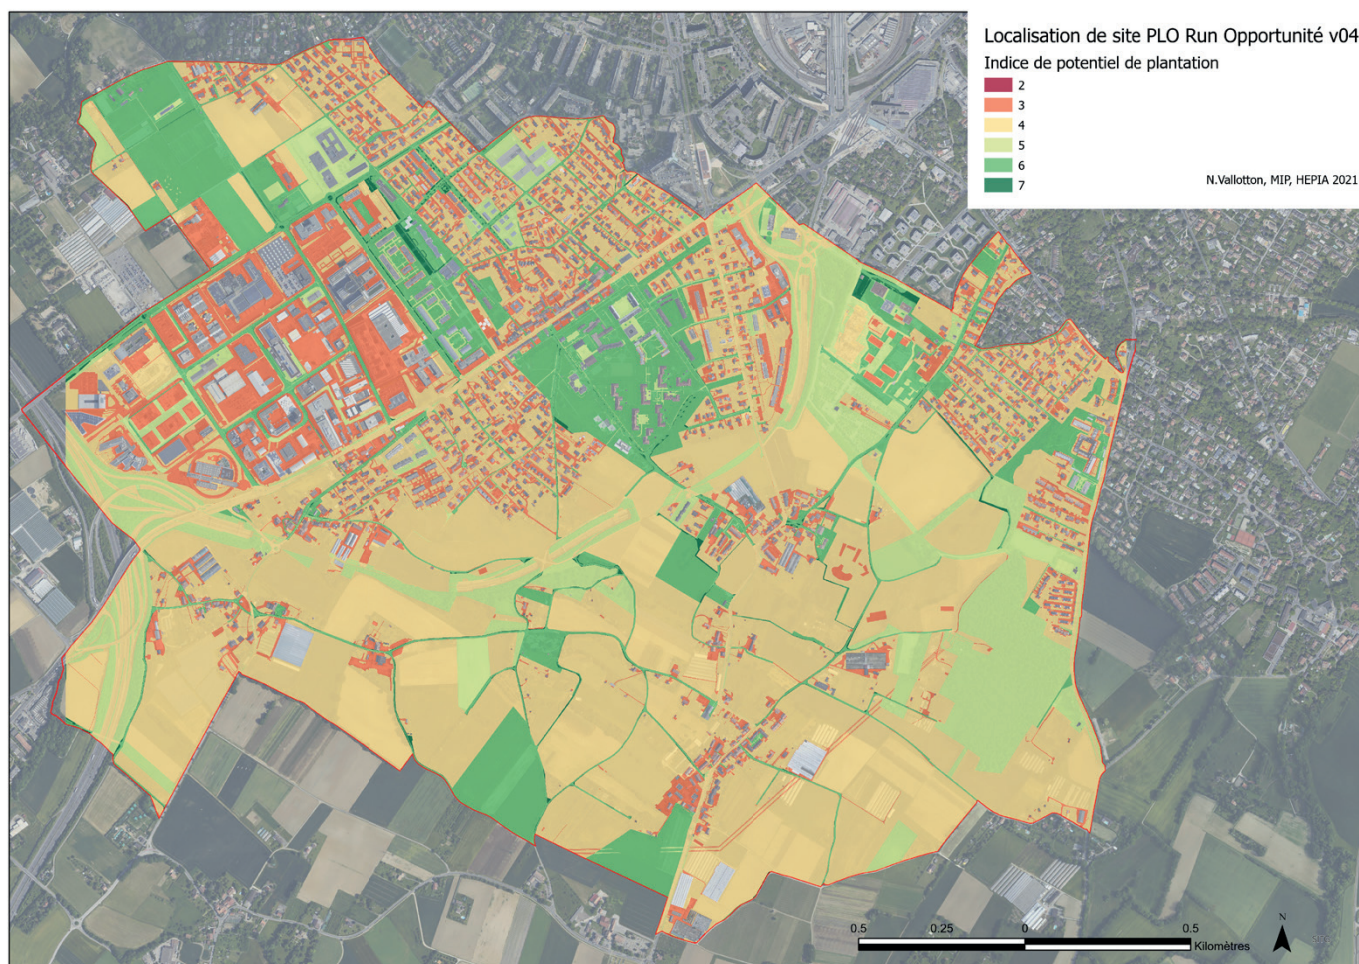 Localisation de site PLO Run Opportunité v04
Indice de potentiel de plantation
2
3
4
5
6
7
N.Vallotton, MIP, HEPIA 2021
0.5 0.25 0 0.5
Kilomètres
N